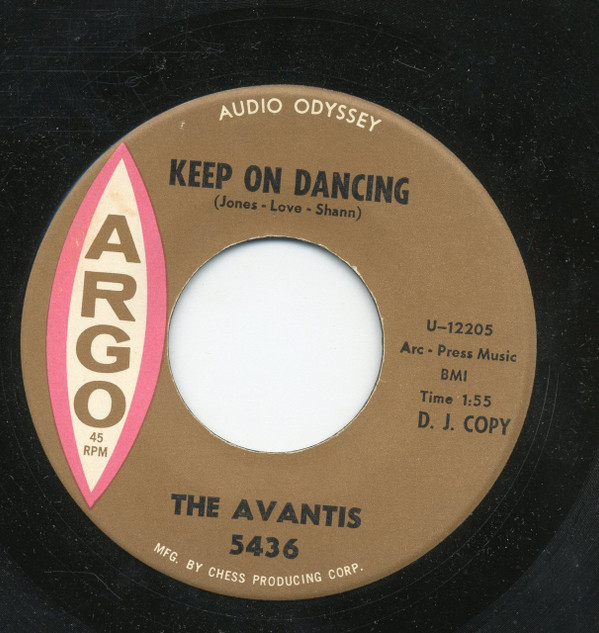 AUDIO ODYSSEY
KEEP ON DANCING
(Jones - Love - Shann)
ARGO
45
RPM
U-12205
Arc - Press Music
BMI
Time 1:55
D. J. COPY
THE AVANTIS
5436
MFG. BY CHESS PRODUCING CORP.